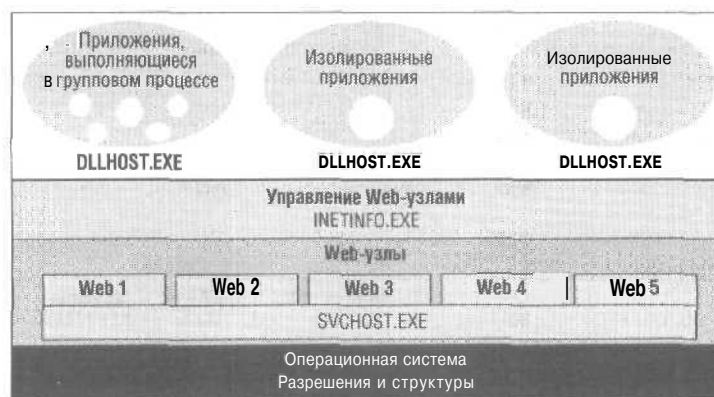 , Приложения,
выполняющиеся
в групповом процессе
Изолированные
приложения
Изолированные
приложения
DLLHOST.EXE
DLLHOST.EXE
DLLHOST.EXE
Управление Web-узлами
INETINFO.EXE
Web-узлы
Web 1
Web 2
Web 3
Web 4
Web 5
SVCHOST.EXE
Операционная система
Разрешения и структуры